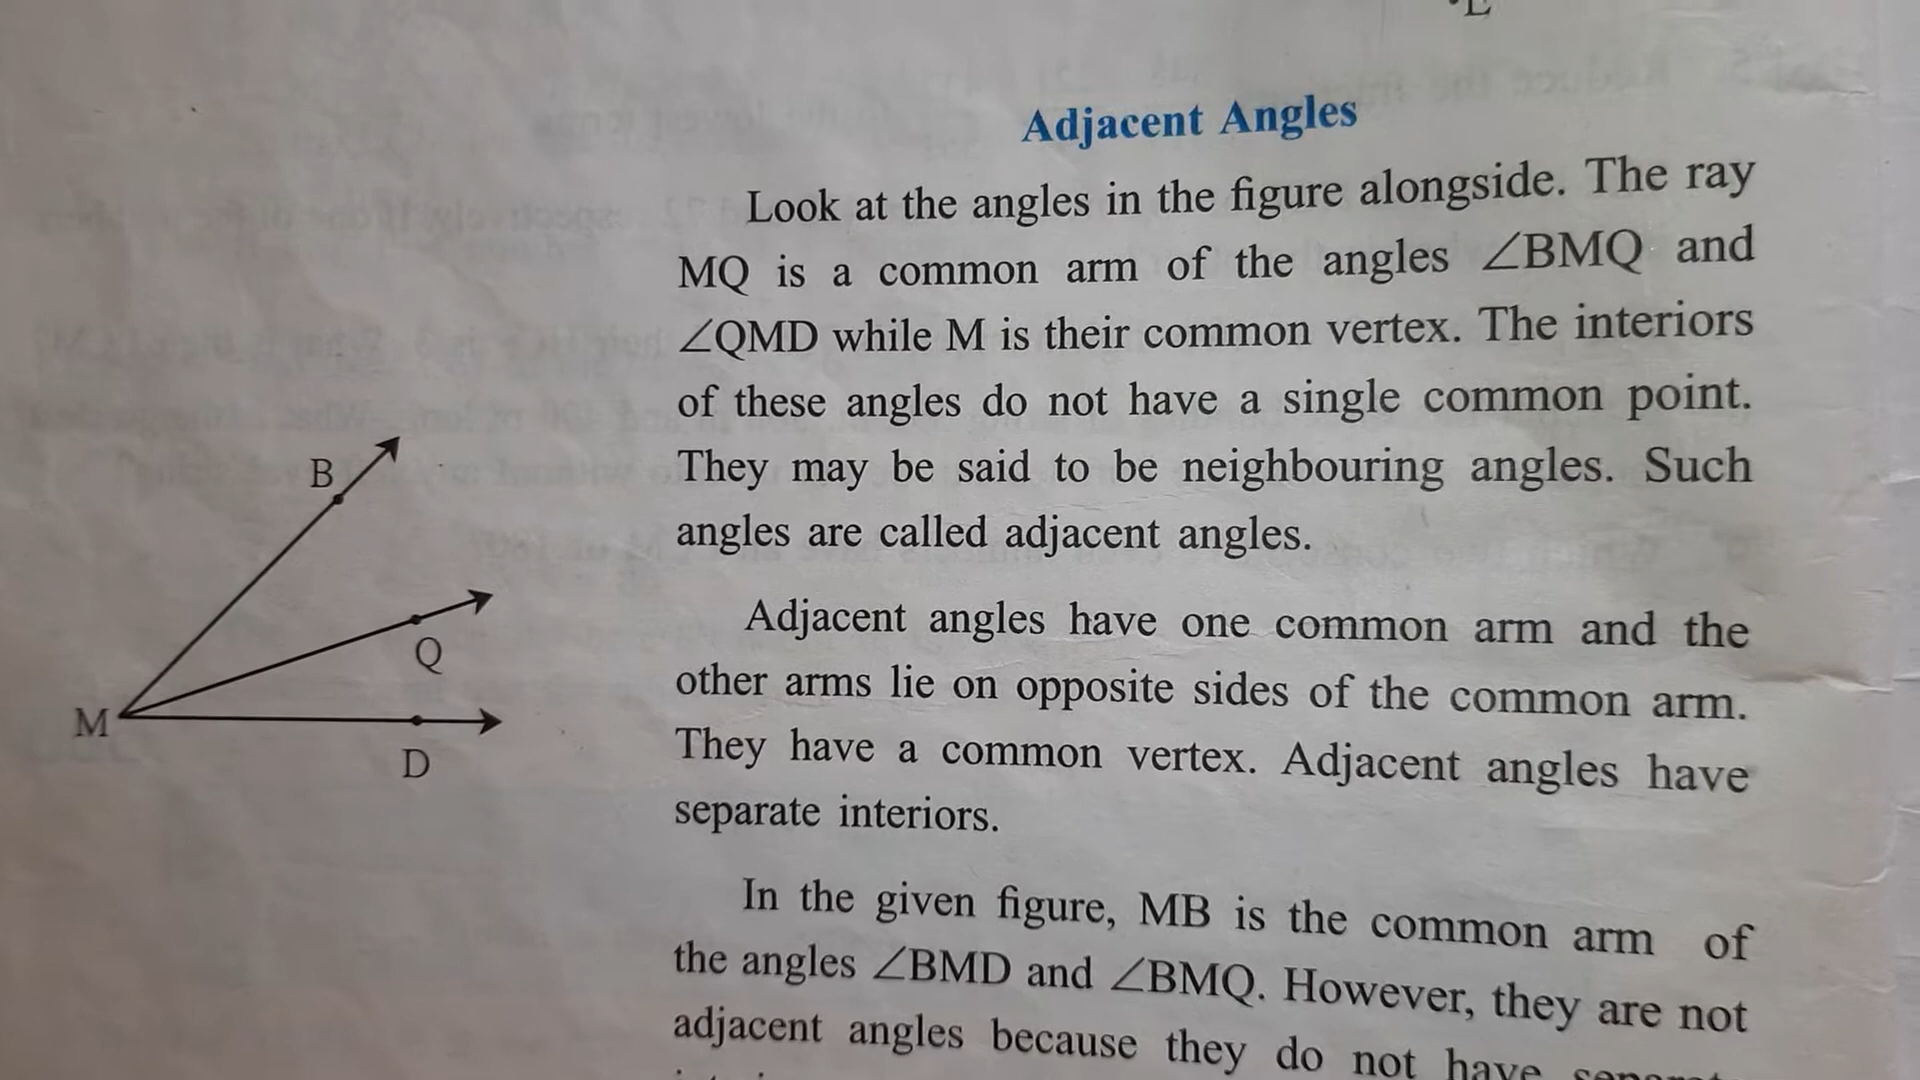 Adjacent Angles
Look at the angles in the figure alongside. The ray
MQ is a common arm of the angles ∠BMQ and
∠QMD while M is their common vertex. The interiors
of these angles do not have a single common point.
They may be said to be neighbouring angles. Such
angles are called adjacent angles.
Adjacent angles have one common arm and the
other arms lie on opposite sides of the common arm.
They have a common vertex. Adjacent angles have
separate interiors.
In the given figure, MB is the common arm of
the angles ∠BMD and ∠BMQ. However, they are not
adjacent angles because they do not have
B
Q
M
D